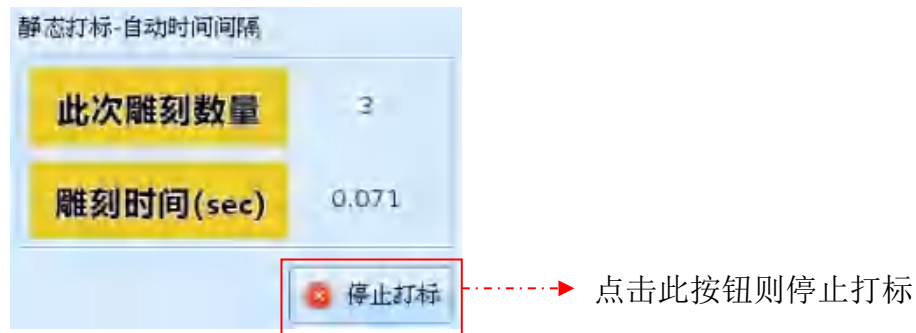 静态打标-自动时间间隔
此次雕刻数量 3
雕刻时间(sec) 0.071
停止打标
点击此按钮则停止打标